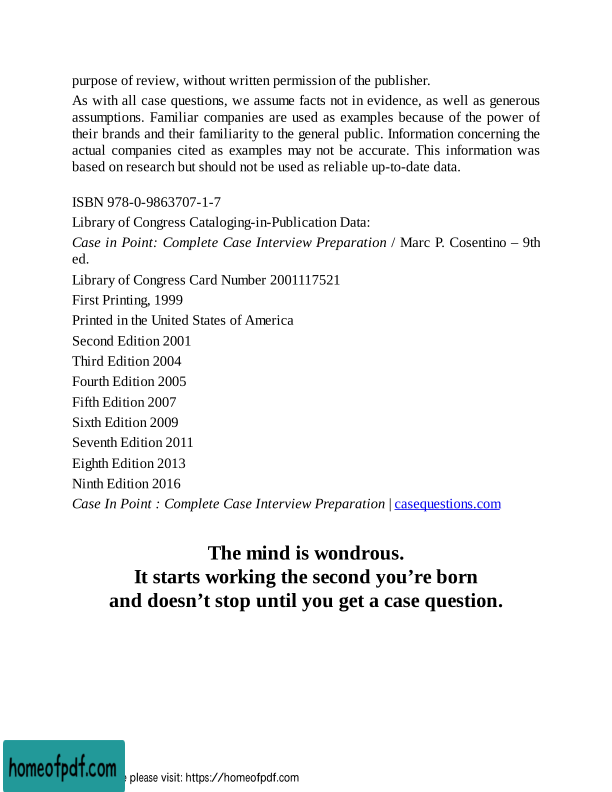 purpose of review, without written permission of the publisher.
As with all case questions, we assume facts not in evidence, as well as generous
assumptions. Familiar companies are used as examples because of the power of
their brands and their familiarity to the general public. Information concerning the
actual companies cited as examples may not be accurate. This information was
based on research but should not be used as reliable up-to-date data.
ISBN 978-0-9863707-1-7
Library of Congress Cataloging-in-Publication Data:
Case in Point: Complete Case Interview Preparation / Marc P. Cosentino – 9th
ed.
Library of Congress Card Number 2001117521
First Printing, 1999
Printed in the United States of America
Second Edition 2001
Third Edition 2004
Fourth Edition 2005
Fifth Edition 2007
Sixth Edition 2009
Seventh Edition 2011
Eighth Edition 2013
Ninth Edition 2016
Case In Point : Complete Case Interview Preparation | casequestions.com
The mind is wondrous.
It starts working the second you’re born
and doesn’t stop until you get a case question.
homeofpdf.com
please visit: https://homeofpdf.com